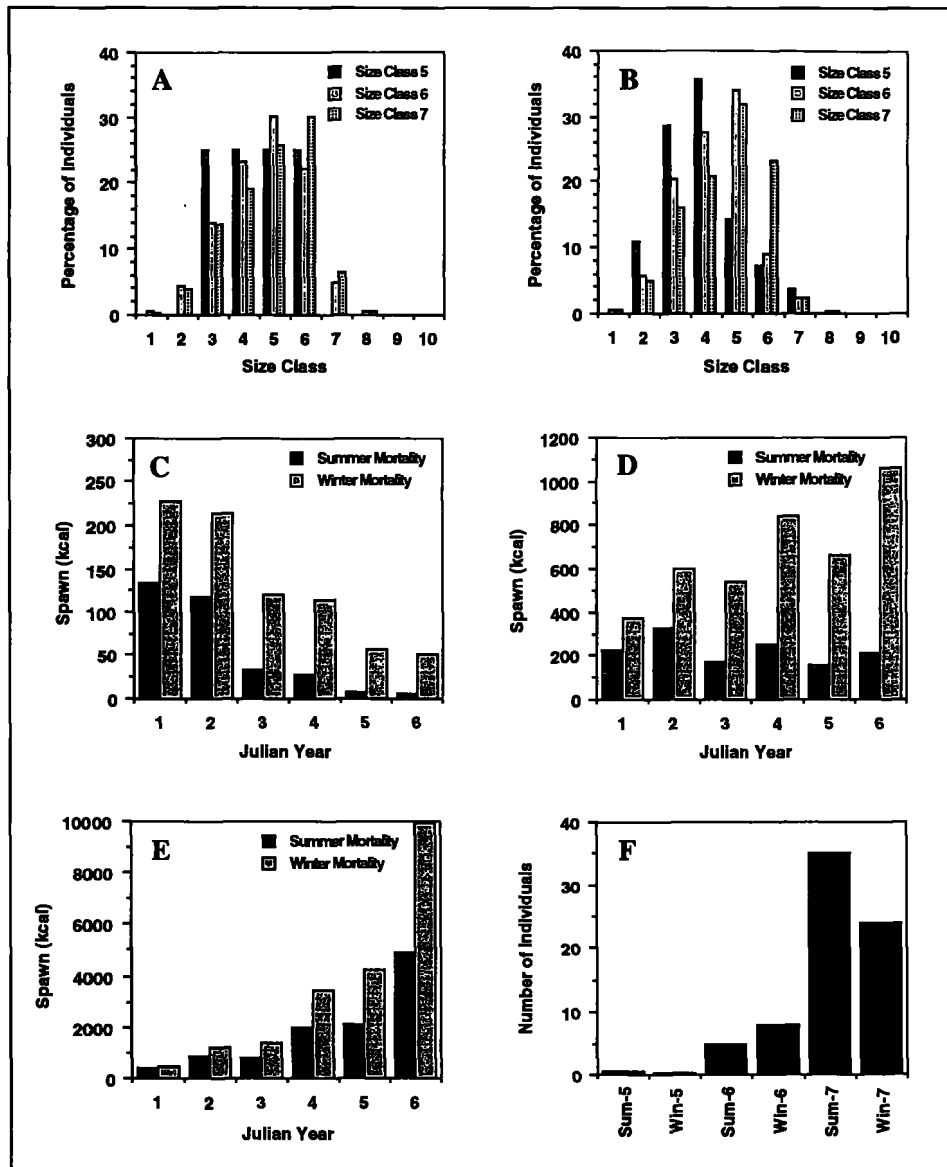 A
Percentage of Individuals
40
30
20
10
0
Size Class 5
Size Class 6
Size Class 7
1 2 3 4 5 6 7 8 9 10
Size Class
B
Percentage of Individuals
40
30
20
10
0
Size Class 5
Size Class 6
Size Class 7
1 2 3 4 5 6 7 8 9 10
Size Class
C
Spawn (kcal)
300
250
200
150
100
50
0
Summer Mortality
Winter Mortality
1 2 3 4 5 6
Julian Year
D
Spawn (kcal)
1200
1000
800
600
400
200
0
Summer Mortality
Winter Mortality
1 2 3 4 5 6
Julian Year
E
Spawn (kcal)
10000
8000
6000
4000
2000
0
Summer Mortality
Winter Mortality
1 2 3 4 5 6
Julian Year
F
Number of Individuals
40
30
20
10
0
Sum-5
Win-5
Sum-6
Win-6
Sum-7
Win-7